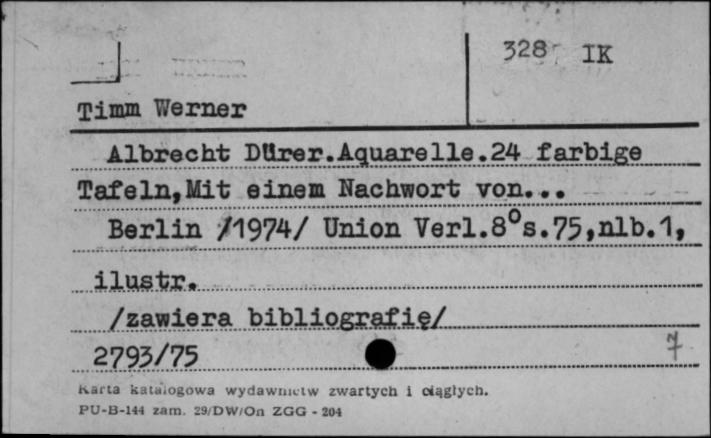 328 IK
Timm Werner
Albrecht Dürer.Aquarelle.24 farbige
Tafeln,Mit einem Nachwort von...
Berlin /1974/ Union Verl.8°s.75,nlb.1,
ilustr.
/zawiera bibliografię/
2793/75
7
Karta katalogowa wydawnictw zwartych i ciągłych.
PU-B-144 zam. 29/DW/On ZGG - 204